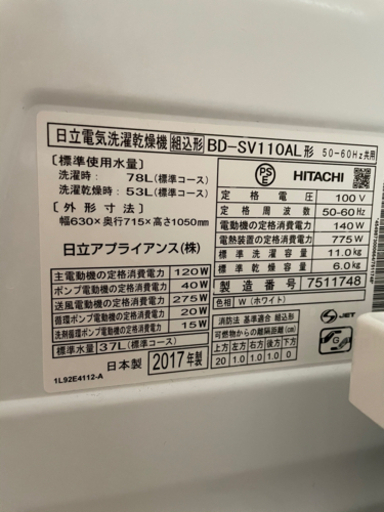 日立電気洗濯乾燥機 組込形 BD-SV110AL形 50-60Hz共用
[標準使用水量]
洗濯時: 78L(標準コース)
洗濯乾燥時: 53L(標準コース)
[外形寸法]
幅630×奥行715×高さ1050mm
日立アプライアンス(株)
主電動機の定格消費電力 120W
ポンプ電動機の定格消費電力 40W
送風電動機の定格消費電力 275W
循環ポンプ電動機の定格消費電力 20W
洗剤循環ポンプ電動機の定格消費電力 15W
標準水量 37L(標準コース)
日本製 2017年製
1L92E4112-A
PSE HITACHI
定格電圧 100V
定格周波数 50-60Hz
電動機の定格消費電力 140W
電熱装置の定格消費電力 775W
標準洗濯容量 11.0kg
標準乾燥容量 6.0kg
製造番号 7511748
色相 W(ホワイト)
消防法 基準適合 組込形
可燃物からの離隔距離(cm)
上方 左方 右方 前方 後方 下方
20 1.0 1.0 1.0 1.0 0
S JET
G